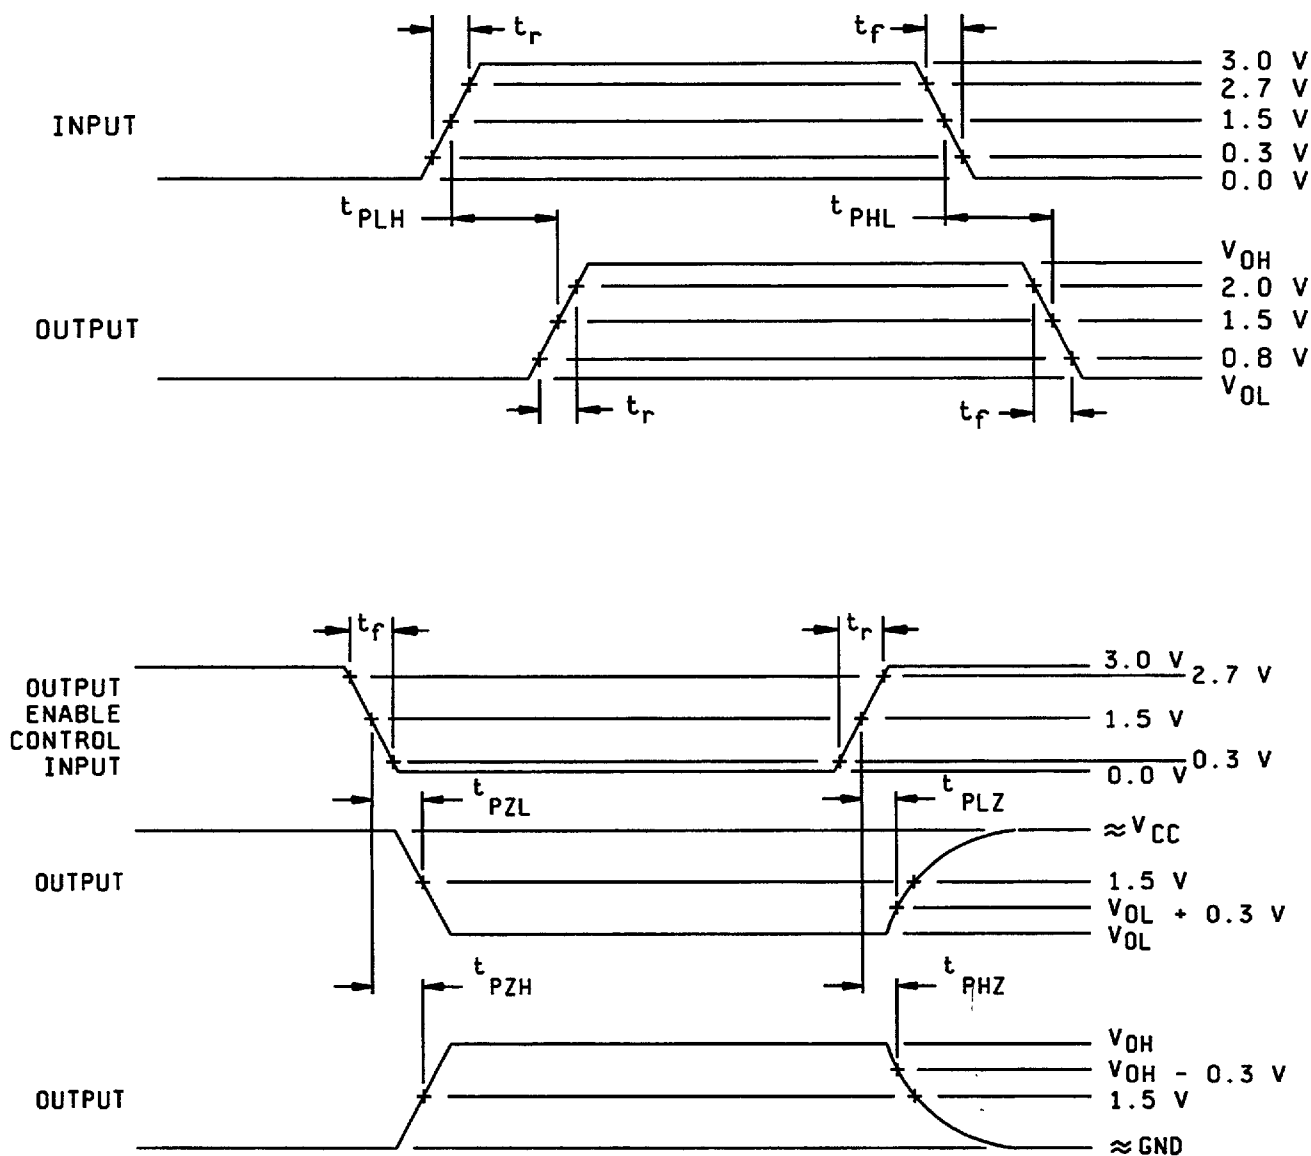 tr
tf
3.0 V
2.7 V
INPUT
1.5 V
0.3 V
0.0 V
tPLH
tPHL
VOH
2.0 V
OUTPUT
1.5 V
0.8 V
VOL
tr
tf
tf
tr
3.0 V
2.7 V
OUTPUT
ENABLE
CONTROL
INPUT
1.5 V
0.3 V
0.0 V
tPZL
tPLZ
≈VCC
OUTPUT
1.5 V
VOL + 0.3 V
VOL
tPZH
tPHZ
VOH
VOH - 0.3 V
OUTPUT
1.5 V
≈GND